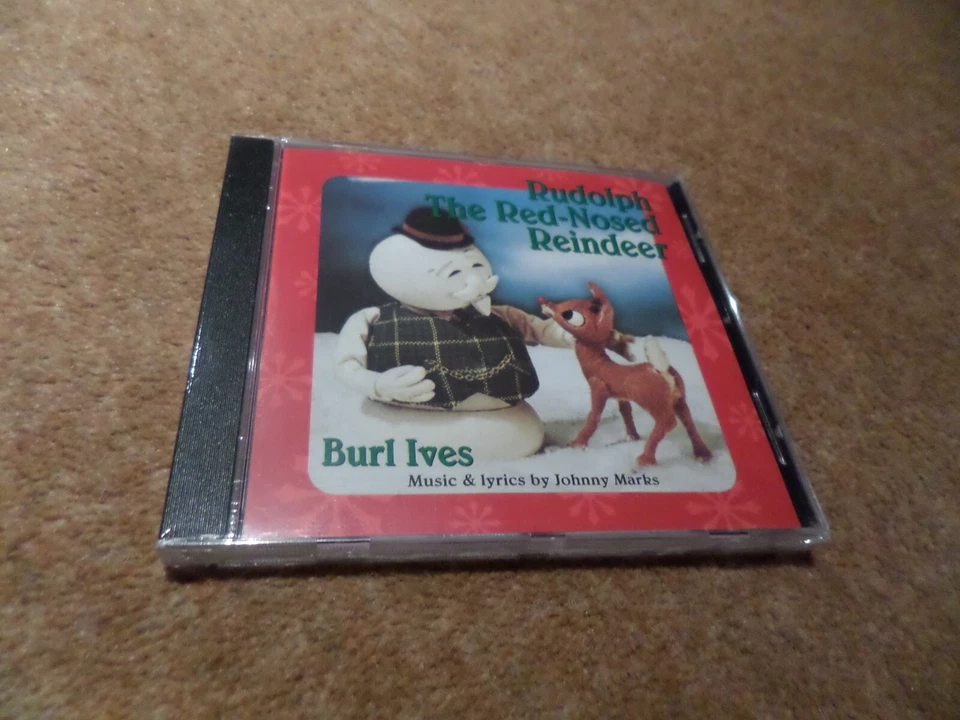 Rudolph
The Red-Nosed
Reindeer
Burl Ives
Music & lyrics by Johnny Marks